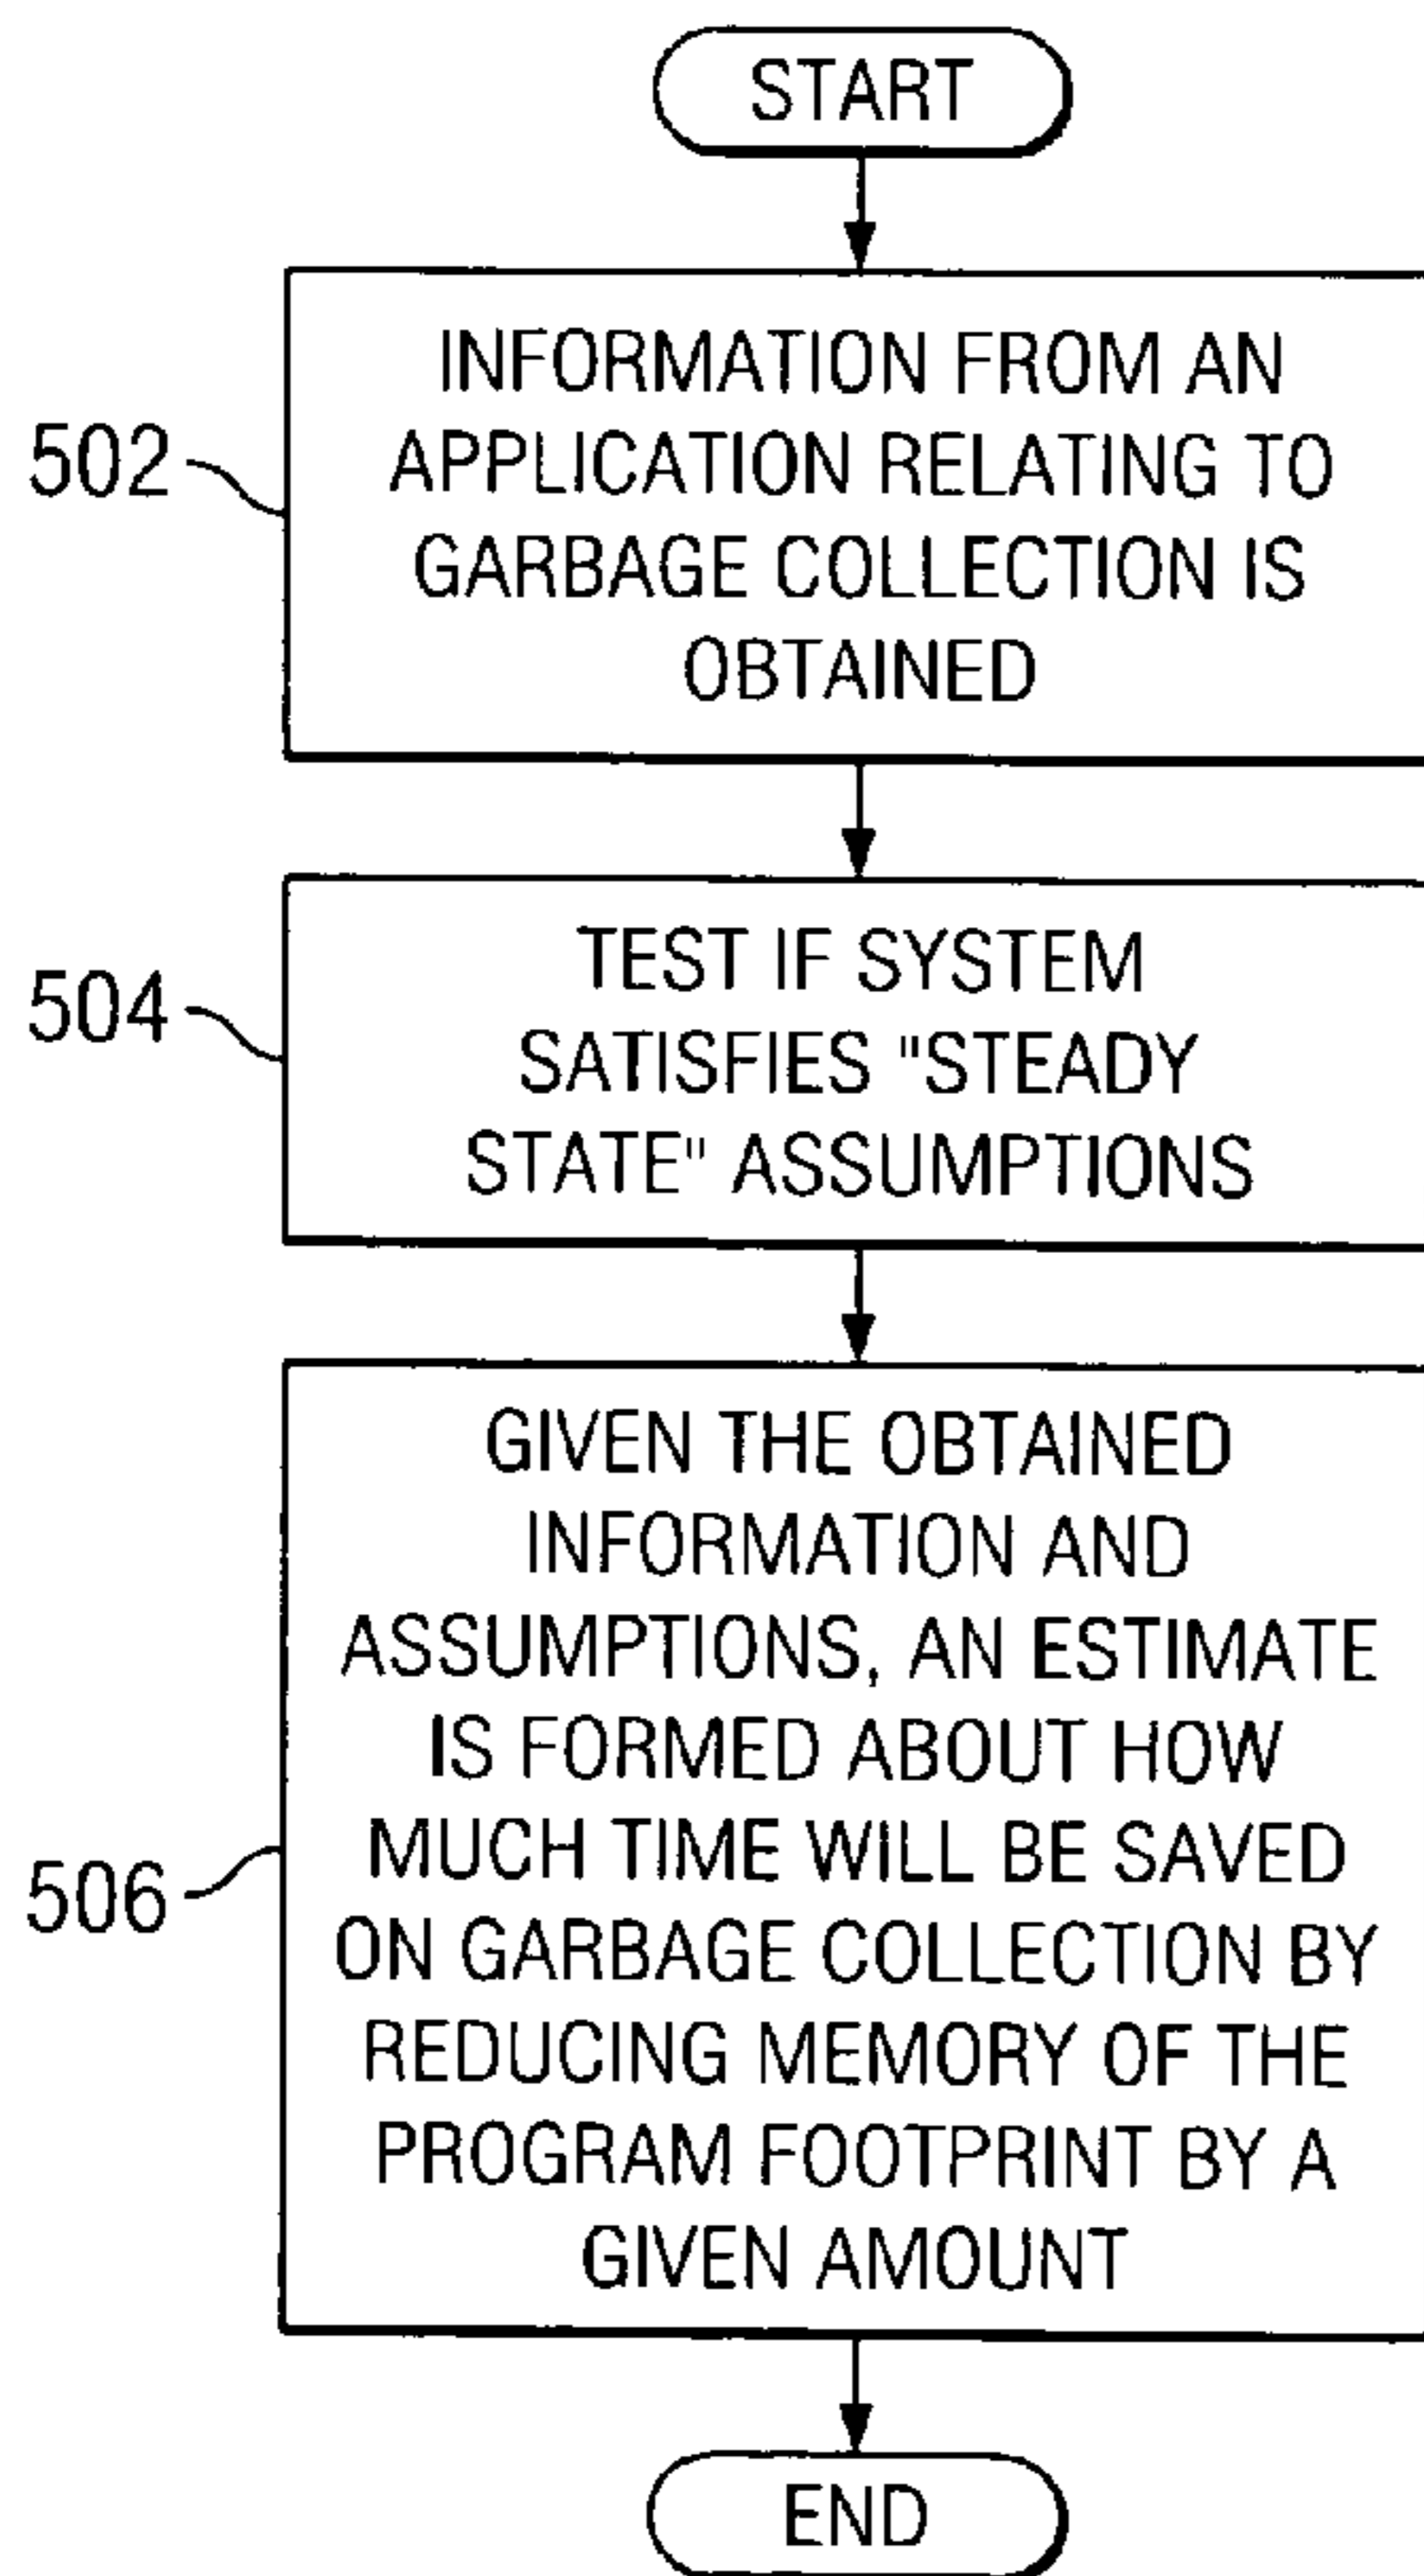 START
502
INFORMATION FROM AN
APPLICATION RELATING TO
GARBAGE COLLECTION IS
OBTAINED
504
TEST IF SYSTEM
SATISFIES "STEADY
STATE" ASSUMPTIONS
506
GIVEN THE OBTAINED
INFORMATION AND
ASSUMPTIONS, AN ESTIMATE
IS FORMED ABOUT HOW
MUCH TIME WILL BE SAVED
ON GARBAGE COLLECTION BY
REDUCING MEMORY OF THE
PROGRAM FOOTPRINT BY A
GIVEN AMOUNT
END